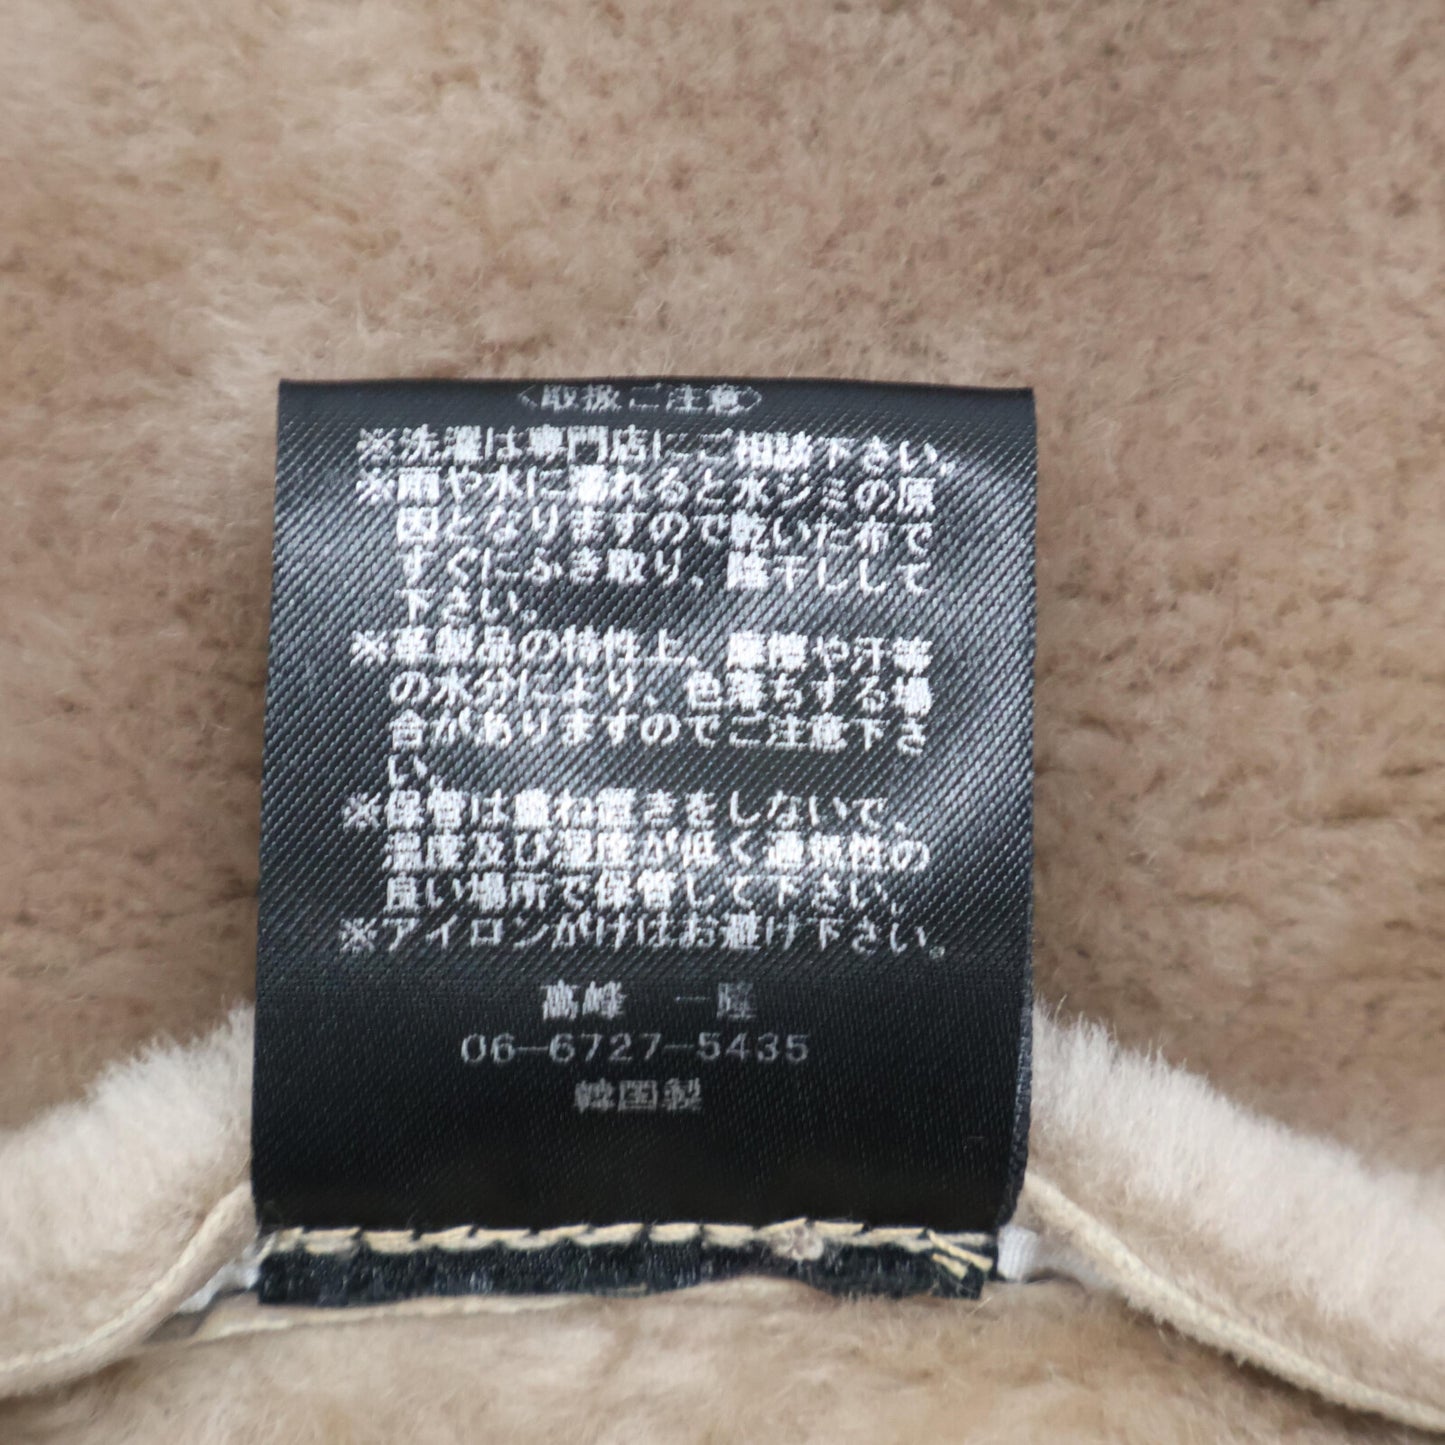 〈取扱ご注意〉
※洗濯は専門店にご相談下さい。
※雨や水に濡れると水ジミの原
因となりますので乾いた布で
すぐにふき取り、陰干しして
下さい。
※革製品の特性上、摩擦や汗等
の水分により、色落ちする場
合がありますのでご注意下さ
い。
※保管は重ね置きをしないで、
温度及び湿度が低く通気性の
良い場所で保管して下さい。
※アイロンがけはお避け下さい。
高峰 一隆
06-6727-5435
韓国製